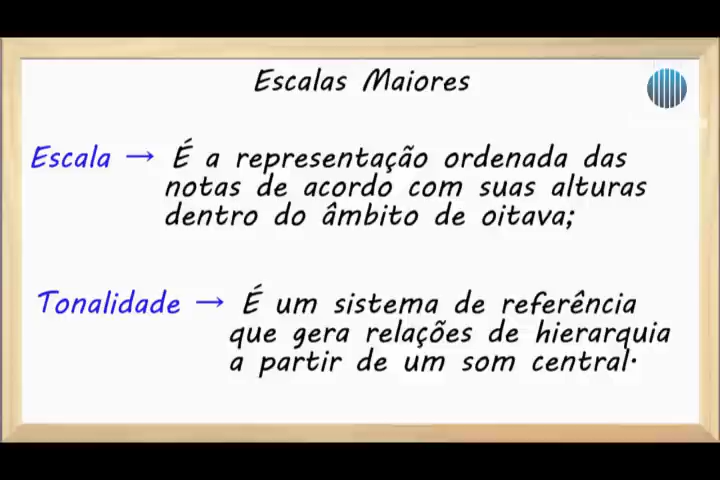 Escalas Maiores
Escala → É a representação ordenada das
notas de acordo com suas alturas
dentro do âmbito de oitava;
Tonalidade → É um sistema de referência
que gera relações de hierarquia
a partir de um som central.